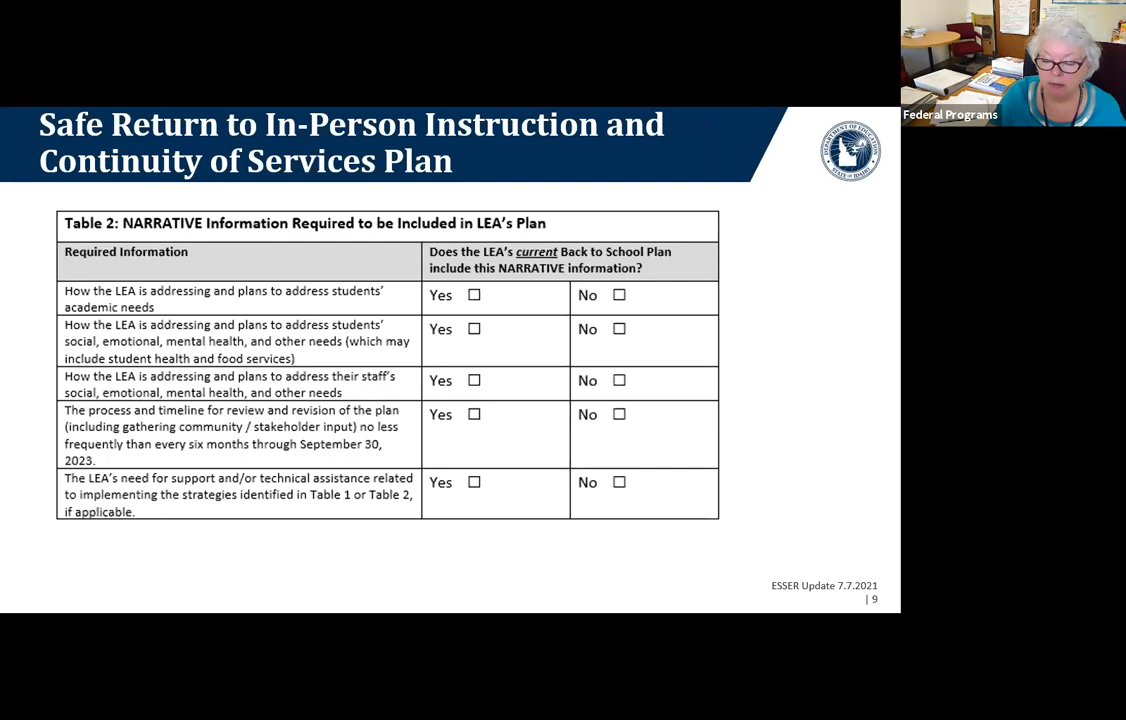 Safe Return to In-Person Instruction and
Continuity of Services Plan
Federal Programs
DEPARTMENT OF EDUCATION
STATE OF IDAHO
Table 2: NARRATIVE Information Required to be Included in LEA's Plan
Required Information
Does the LEA's current Back to School Plan
include this NARRATIVE information?
How the LEA is addressing and plans to address students'
academic needs
Yes ☐ No ☐
How the LEA is addressing and plans to address students'
social, emotional, mental health, and other needs (which may
include student health and food services)
Yes ☐ No ☐
How the LEA is addressing and plans to address their staff's
social, emotional, mental health, and other needs
Yes ☐ No ☐
The process and timeline for review and revision of the plan
(including gathering community / stakeholder input) no less
frequently than every six months through September 30,
2023.
Yes ☐ No ☐
The LEA's need for support and/or technical assistance related
to implementing the strategies identified in Table 1 or Table 2,
if applicable.
Yes ☐ No ☐
ESSER Update 7.7.2021
| 9